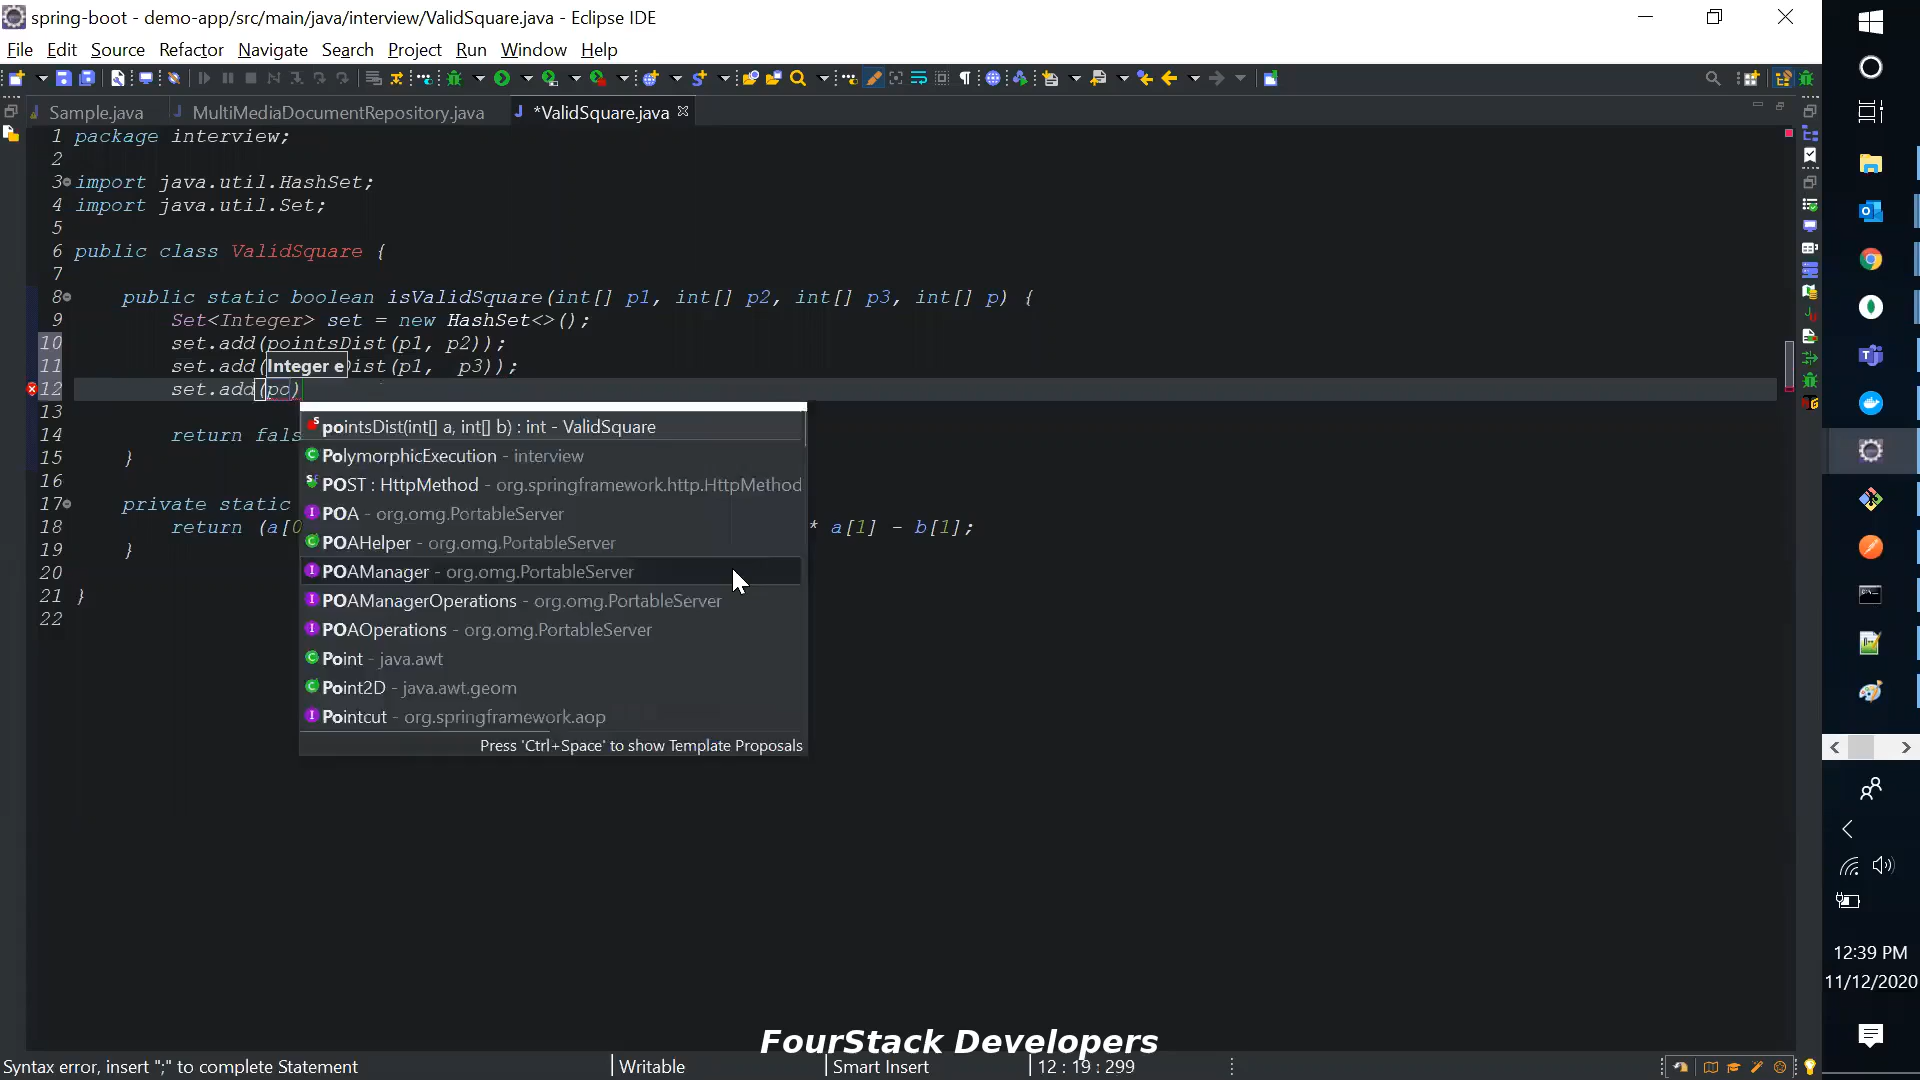 spring-boot - demo-app/src/main/java/interview/ValidSquare.java - Eclipse IDE
File Edit Source Refactor Navigate Search Project Run Window Help
Sample.java MultiMediaDocumentRepository.java *ValidSquare.java
1 package interview;
2
3 import java.util.HashSet;
4 import java.util.Set;
5
6 public class ValidSquare {
7
8 public static boolean isValidSquare(int[] p1, int[] p2, int[] p3, int[] p) {
9 Set<Integer> set = new HashSet<>();
10 set.add(pointsDist(p1, p2));
11 set.add( Dist(p1, p3));
Integer e
12 set.add(po)
13
14 return fals
15 }
16
17 private static
18 return (a[0 * a[1] - b[1];
19 }
20
21 }
22
pointsDist(int[] a, int[] b) : int - ValidSquare
PolymorphicExecution - interview
POST : HttpMethod - org.springframework.http.HttpMethod
POA - org.omg.PortableServer
POAHelper - org.omg.PortableServer
POAManager - org.omg.PortableServer
POAManagerOperations - org.omg.PortableServer
POAOperations - org.omg.PortableServer
Point - java.awt
Point2D - java.awt.geom
Pointcut - org.springframework.aop
Press 'Ctrl+Space' to show Template Proposals
12:39 PM
11/12/2020
FourStack Developers
Syntax error, insert ";" to complete Statement Writable Smart Insert 12 : 19 : 299